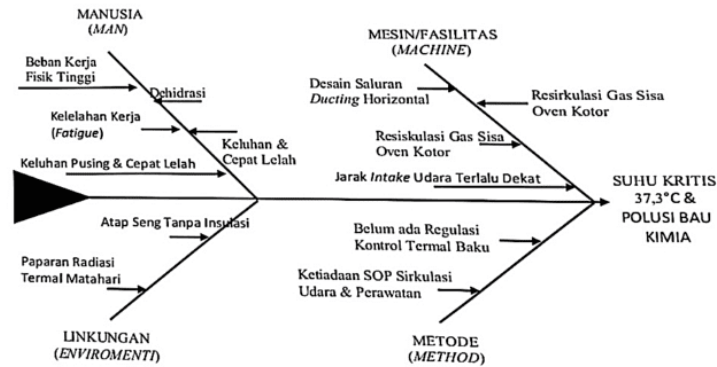 MANUSIA
(MAN)
Beban Kerja
Fisik Tinggi
Dehidrasi
Kelelahan Kerja
(Fatigue)
Keluhan &
Cepat Lelah
Keluhan Pusing & Cepat Lelah
MESIN/FASILITAS
(MACHINE)
Desain Saluran
Ducting Horizontal
Resirkulasi Gas Sisa
Oven Kotor
Resiskulasi Gas Sisa
Oven Kotor
Jarak Intake Udara Terlalu Dekat
SUHU KRITIS
37,3°C &
POLUSI BAU
KIMIA
Atap Seng Tanpa Insulasi
Paparan Radiasi
Termal Matahari
LINKUNGAN
(ENVIROMENTI)
Belum ada Regulasi
Kontrol Termal Baku
Ketiadaan SOP Sirkulasi
Udara & Perawatan
METODE
(METHOD)